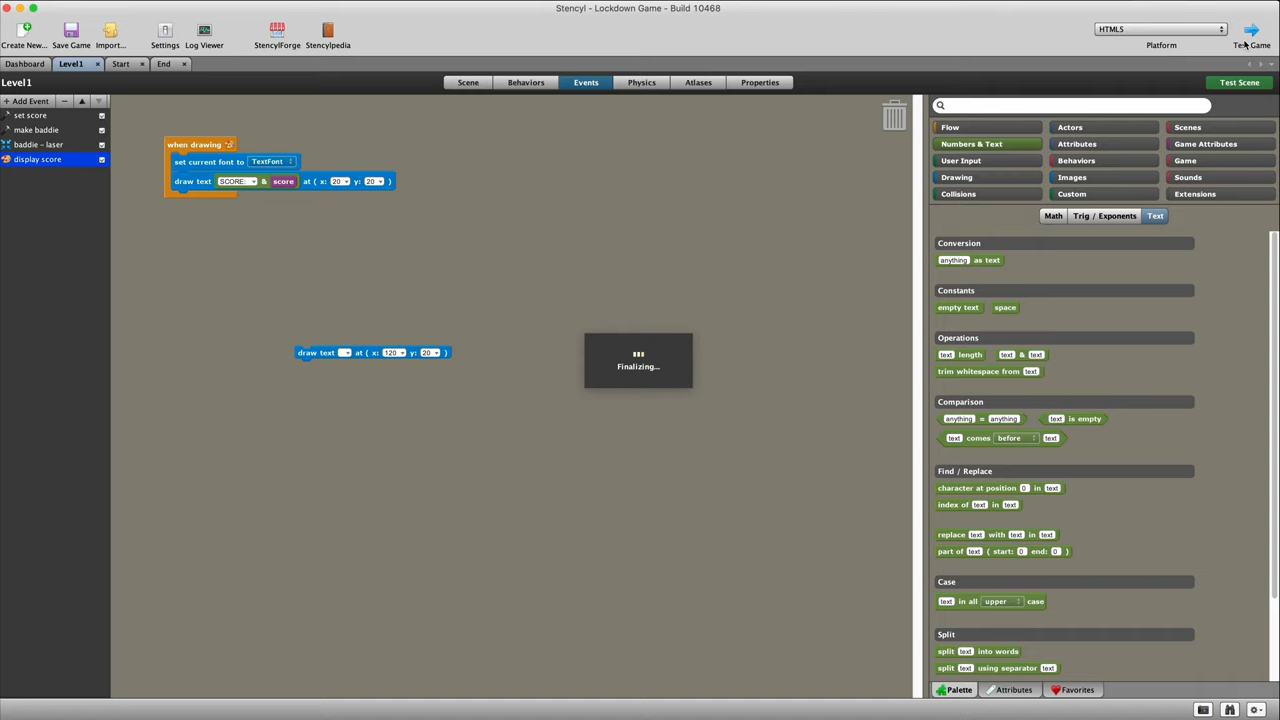 Stencyl - Lockdown Game - Build 10468
Create New... Save Game Import... Settings Log Viewer StencylForge Stencylpedia
HTML5
Platform
Test Game
Dashboard Level1 × Start × End ×
Level1
Scene Behaviors Events Physics Atlases Properties
Test Scene
+ Add Event
set score
make baddie
baddie - laser
display score
when drawing
set current font to TextFont
draw text SCORE: & score at ( x: 20 y: 20 )
draw text at ( x: 120 y: 20 )
Finalizing...
Flow Actors Scenes
Numbers & Text Attributes Game Attributes
User Input Behaviors Game
Drawing Images Sounds
Collisions Custom Extensions
Math Trig / Exponents Text
Conversion
anything as text
Constants
empty text space
Operations
text length text & text
trim whitespace from text
Comparison
anything = anything text is empty
text comes before text
Find / Replace
character at position 0 in text
index of text in text
replace text with text in text
part of text ( start: 0 end: 0 )
Case
text in all upper case
Split
split text into words
split text using separator text
Palette Attributes Favorites